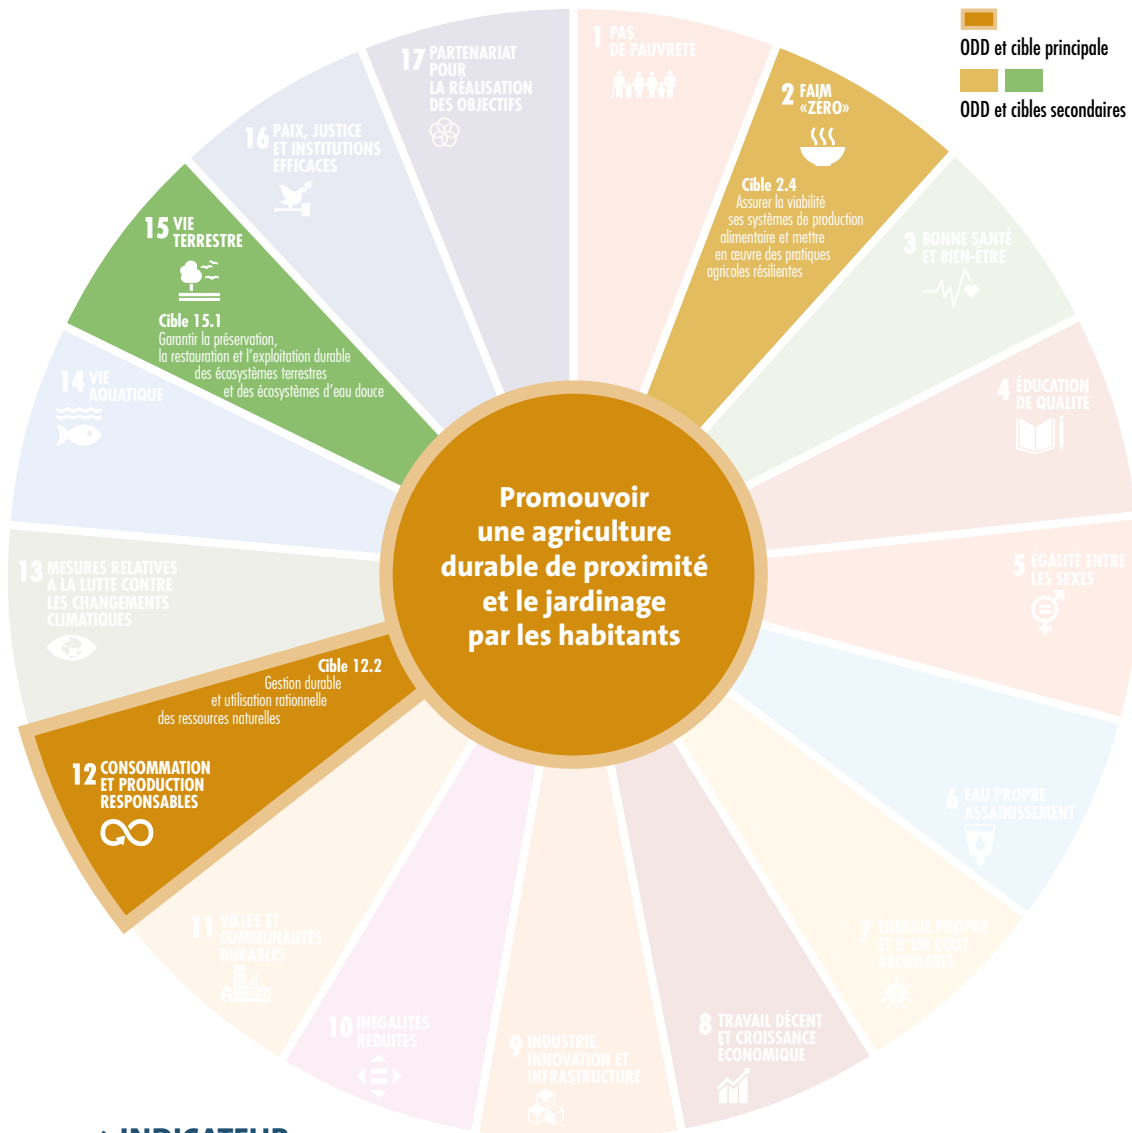 ODD et cible principale
ODD et cibles secondaires
1 PAS
DE PAUVRETÉ
2 FAIM
«ZÉRO»
Cible 2.4
Assurer la viabilité
ses systèmes de production
alimentaire et mettre
en œuvre des pratiques
agricoles résilientes
3 BONNE SANTÉ
ET BIEN-ÊTRE
4 ÉDUCATION
DE QUALITÉ
5 ÉGALITÉ ENTRE
LES SEXES
6 EAU PROPRE
ASSAINISSEMENT
7 ÉNERGIE PROPRE
ET D'UN COÛT
ABORDABLE
8 TRAVAIL DÉCENT
ET CROISSANCE
ECONOMIQUE
9 INDUSTRIE,
INNOVATION ET
INFRASTRUCTURE
10 INÉGALITÉS
RÉDUITES
11 VILLES ET
COMMUNAUTÉS
DURABLES
12 CONSOMMATION
ET PRODUCTION
RESPONSABLES
Cible 12.2
Gestion durable
et utilisation rationnelle
des ressources naturelles
13 MESURES RELATIVES
À LA LUTTE CONTRE
LES CHANGEMENTS
CLIMATIQUES
14 VIE
AQUATIQUE
15 VIE
TERRESTRE
Cible 15.1
Garantir la préservation,
la restauration et l'exploitation durable
des écosystèmes terrestres
et des écosystèmes d'eau douce
16 PAIX, JUSTICE
ET INSTITUTIONS
EFFICACES
17 PARTENARIAT
POUR
LA RÉALISATION
DES OBJECTIFS
Promouvoir
une agriculture
durable de proximité
et le jardinage
par les habitants
INDICATEUR